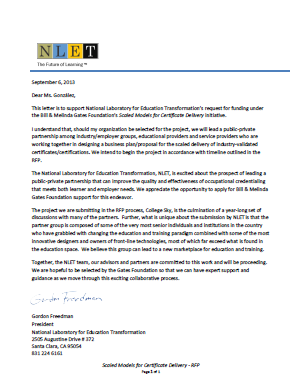 NLET
The Future of Learning™
September 6, 2013
Dear Ms. González,
This letter is to support National Laboratory for Education Transformation's request for funding under
the Bill & Melinda Gates Foundation's Scaled Models for Certificate Delivery Initiative.
I understand that, should my organization be selected for the project, we will lead a public-private
partnership among industry/employer groups, educational providers and service providers who are
working together in designing a business plan/proposal for the scaled delivery of industry-validated
certificates/certifications. We intend to begin the project in accordance with timeline outlined in the
RFP.
The National Laboratory for Education Transformation, NLET, is excited about the prospect of leading a
public-private partnership that can improve the quality and effectiveness of occupational credentialing
that meets both learner and employer needs. We appreciate the opportunity to apply for Bill & Melinda
Gates Foundation support for this endeavor.
The project we are submitting in the RFP process, College Sky, is the culmination of a year-long set of
discussions with many of the partners. Further, what is unique about the submission by NLET is that the
partner group is composed of some of the very most senior individuals and institutions in the country
who have grabbled with changing the education and training paradigm combined with some of the most
innovative designers and owners of front-line technologies, most of which far exceed what is found in
the education space. We believe this group can lead to a new marketplace for education and training.
Together, the NLET team, our advisors and partners are committed to this work and will be proceeding.
We are hopeful to be selected by the Gates Foundation so that we can have expert support and
guidance as we move through this exciting collaborative process.
Gordon Freedman
Gordon Freedman
President
National Laboratory for Education Transformation
2505 Augustine Drive # 372
Santa Clara, CA 95054
831 224 6161
Scaled Models for Certificate Delivery - RFP
Page 1 of 1